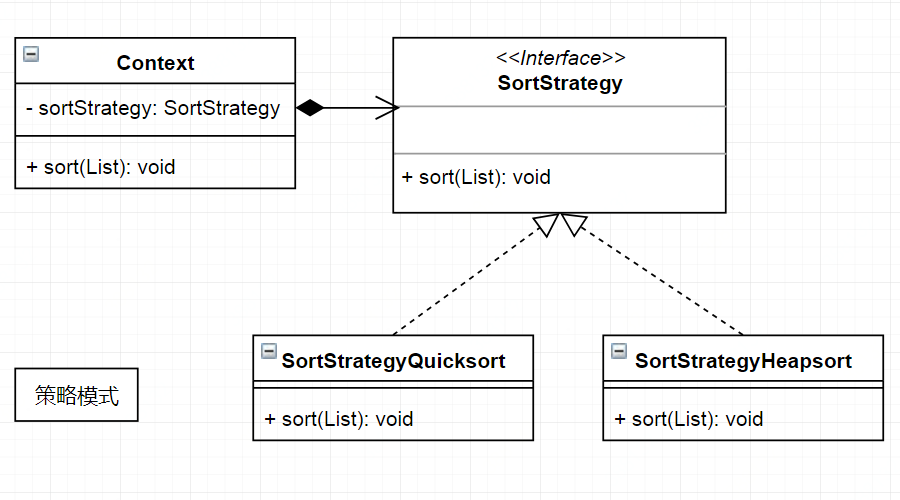 Context
- sortStrategy: SortStrategy
+ sort(List): void
<<Interface>>
SortStrategy
+ sort(List): void
SortStrategyQuicksort
+ sort(List): void
SortStrategyHeapsort
+ sort(List): void
策略模式